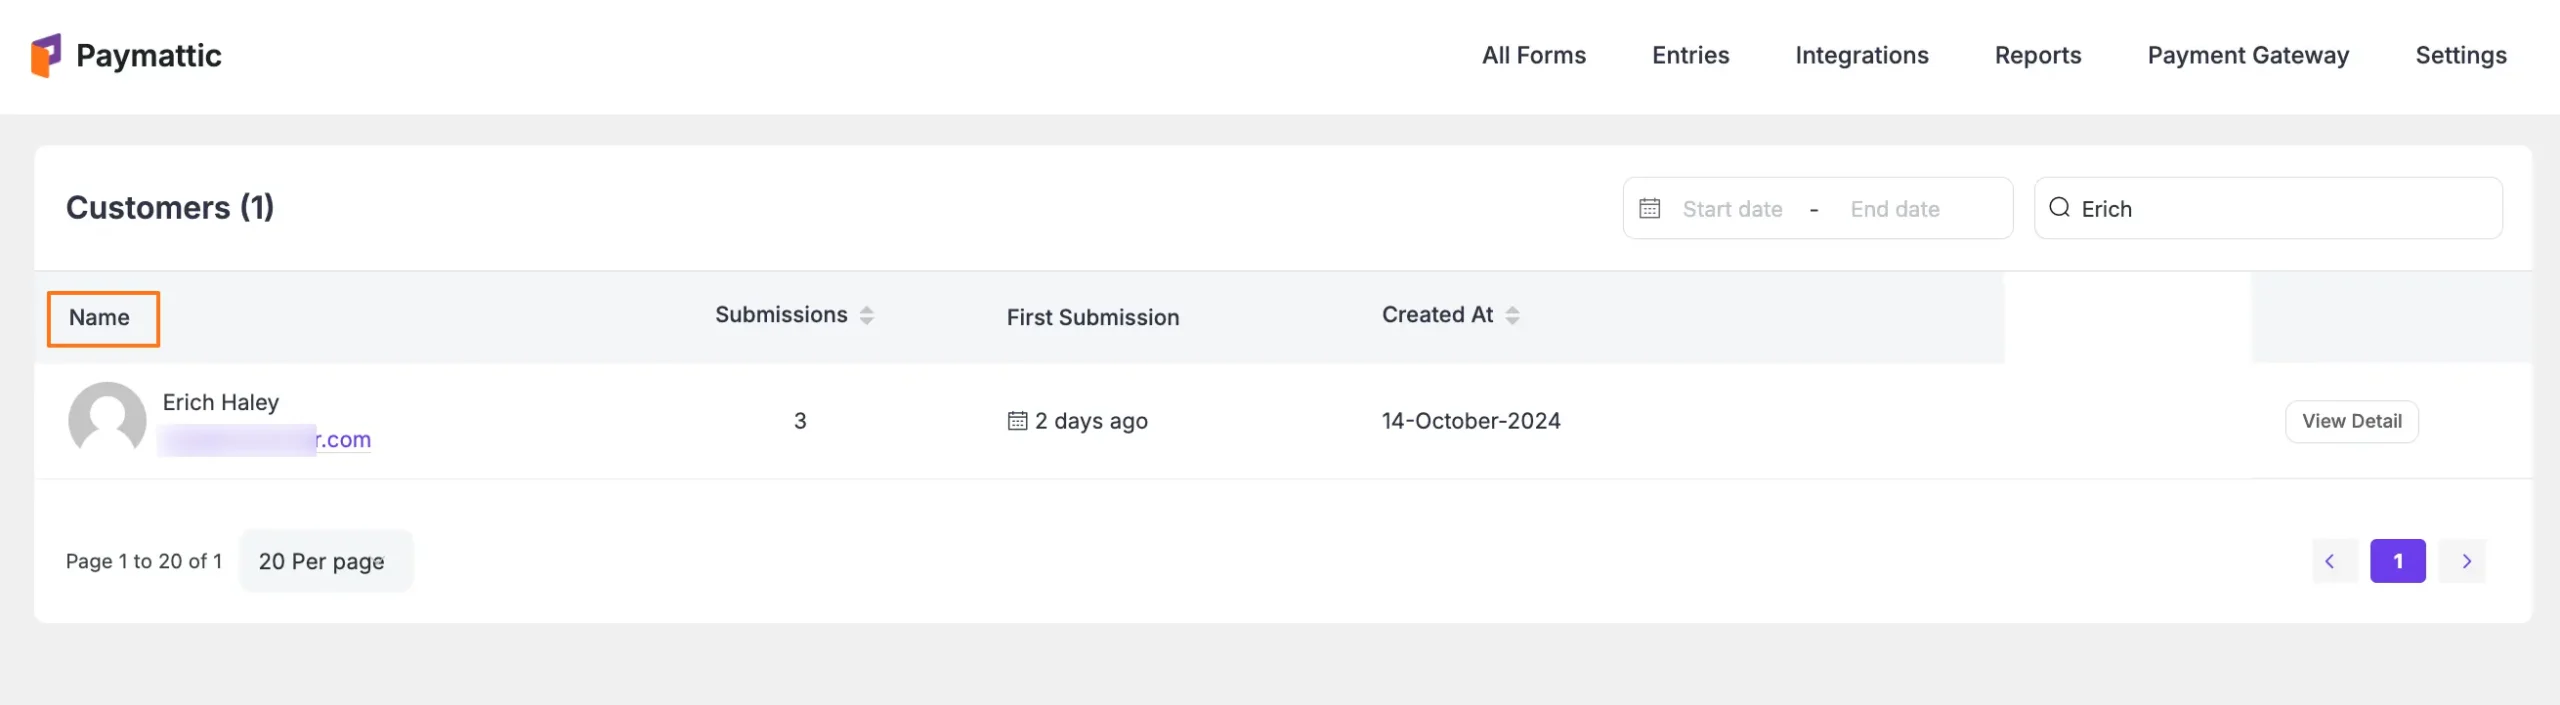 Paymattic
All Forms Entries Integrations Reports Payment Gateway Settings
Customers (1)
Start date - End date
Erich
Name Submissions First Submission Created At
Erich Haley
r.com
3 2 days ago 14-October-2024 View Detail
Page 1 to 20 of 1 20 Per page 1